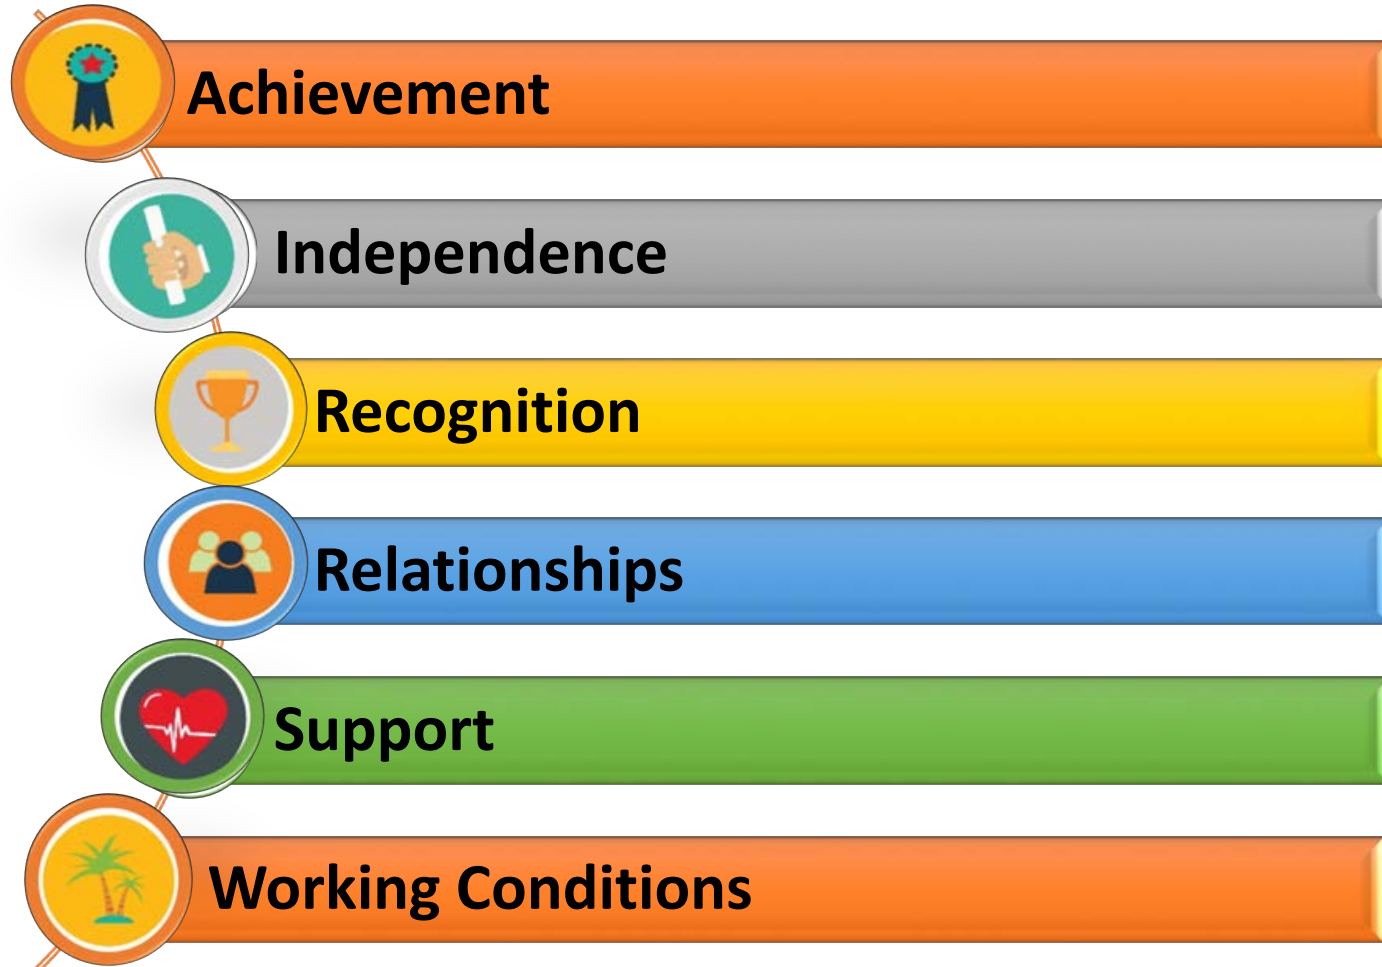 Achievement
Independence
Recognition
Relationships
Support
Working Conditions